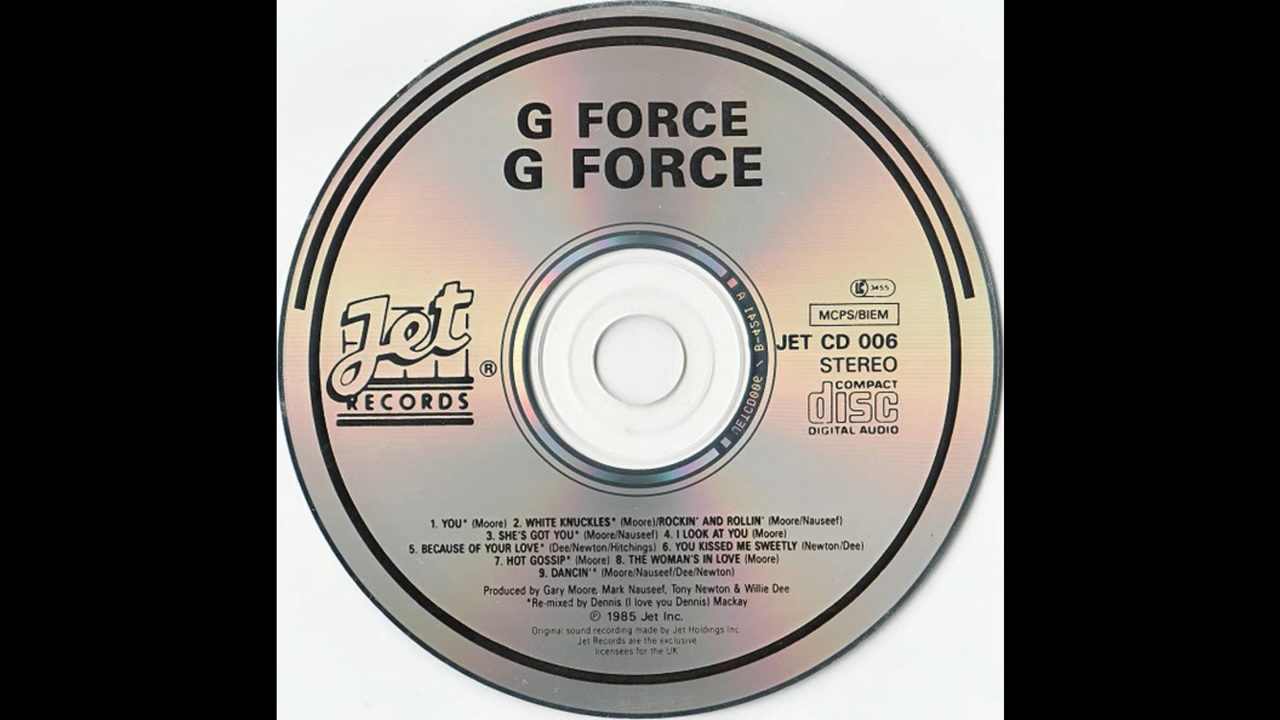 G FORCE
G FORCE
Jet
RECORDS
®
LC 3455
MCPS/BIEM
JET CD 006
STEREO
COMPACT
disc
DIGITAL AUDIO
JETCD006 \ B-4541 A
1. YOU* (Moore) 2. WHITE KNUCKLES* (Moore)/ROCKIN' AND ROLLIN' (Moore/Nauseef)
3. SHE'S GOT YOU* (Moore/Nauseef) 4. I LOOK AT YOU (Moore)
5. BECAUSE OF YOUR LOVE* (Dee/Newton/Hitchings) 6. YOU KISSED ME SWEETLY (Newton/Dee)
7. HOT GOSSIP* (Moore) 8. THE WOMAN'S IN LOVE (Moore)
9. DANCIN'* (Moore/Nauseef/Dee/Newton)
Produced by Gary Moore, Mark Nauseef, Tony Newton & Willie Dee
*Re-mixed by Dennis (I love you Dennis) Mackay
℗ 1985 Jet Inc.
Original sound recording made by Jet Holdings Inc
Jet Records are the exclusive
licensees for the UK